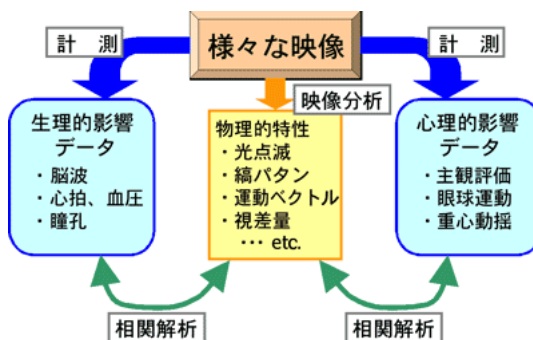 様々な映像
計 測
計 測
映像分析
生理的影響
データ
・脳波
・心拍、血圧
・瞳孔
物理的特性
・光点滅
・縞パタン
・運動ベクトル
・視差量
… etc.
心理的影響
データ
・主観評価
・眼球運動
・重心動揺
相関解析
相関解析